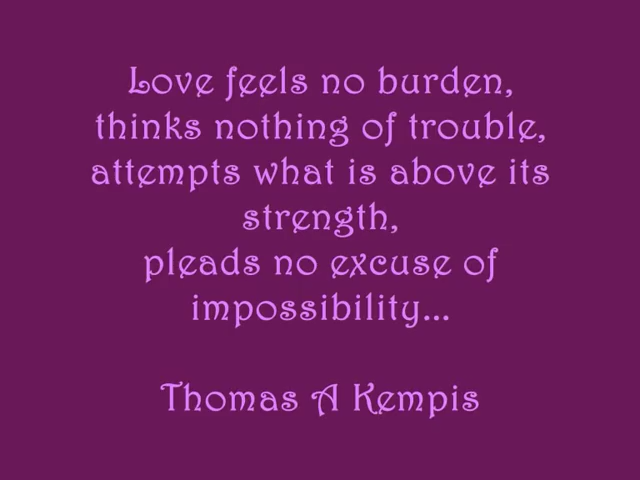 Love feels no burden,
thinks nothing of trouble,
attempts what is above its
strength,
pleads no excuse of
impossibility...
Thomas A Kempis